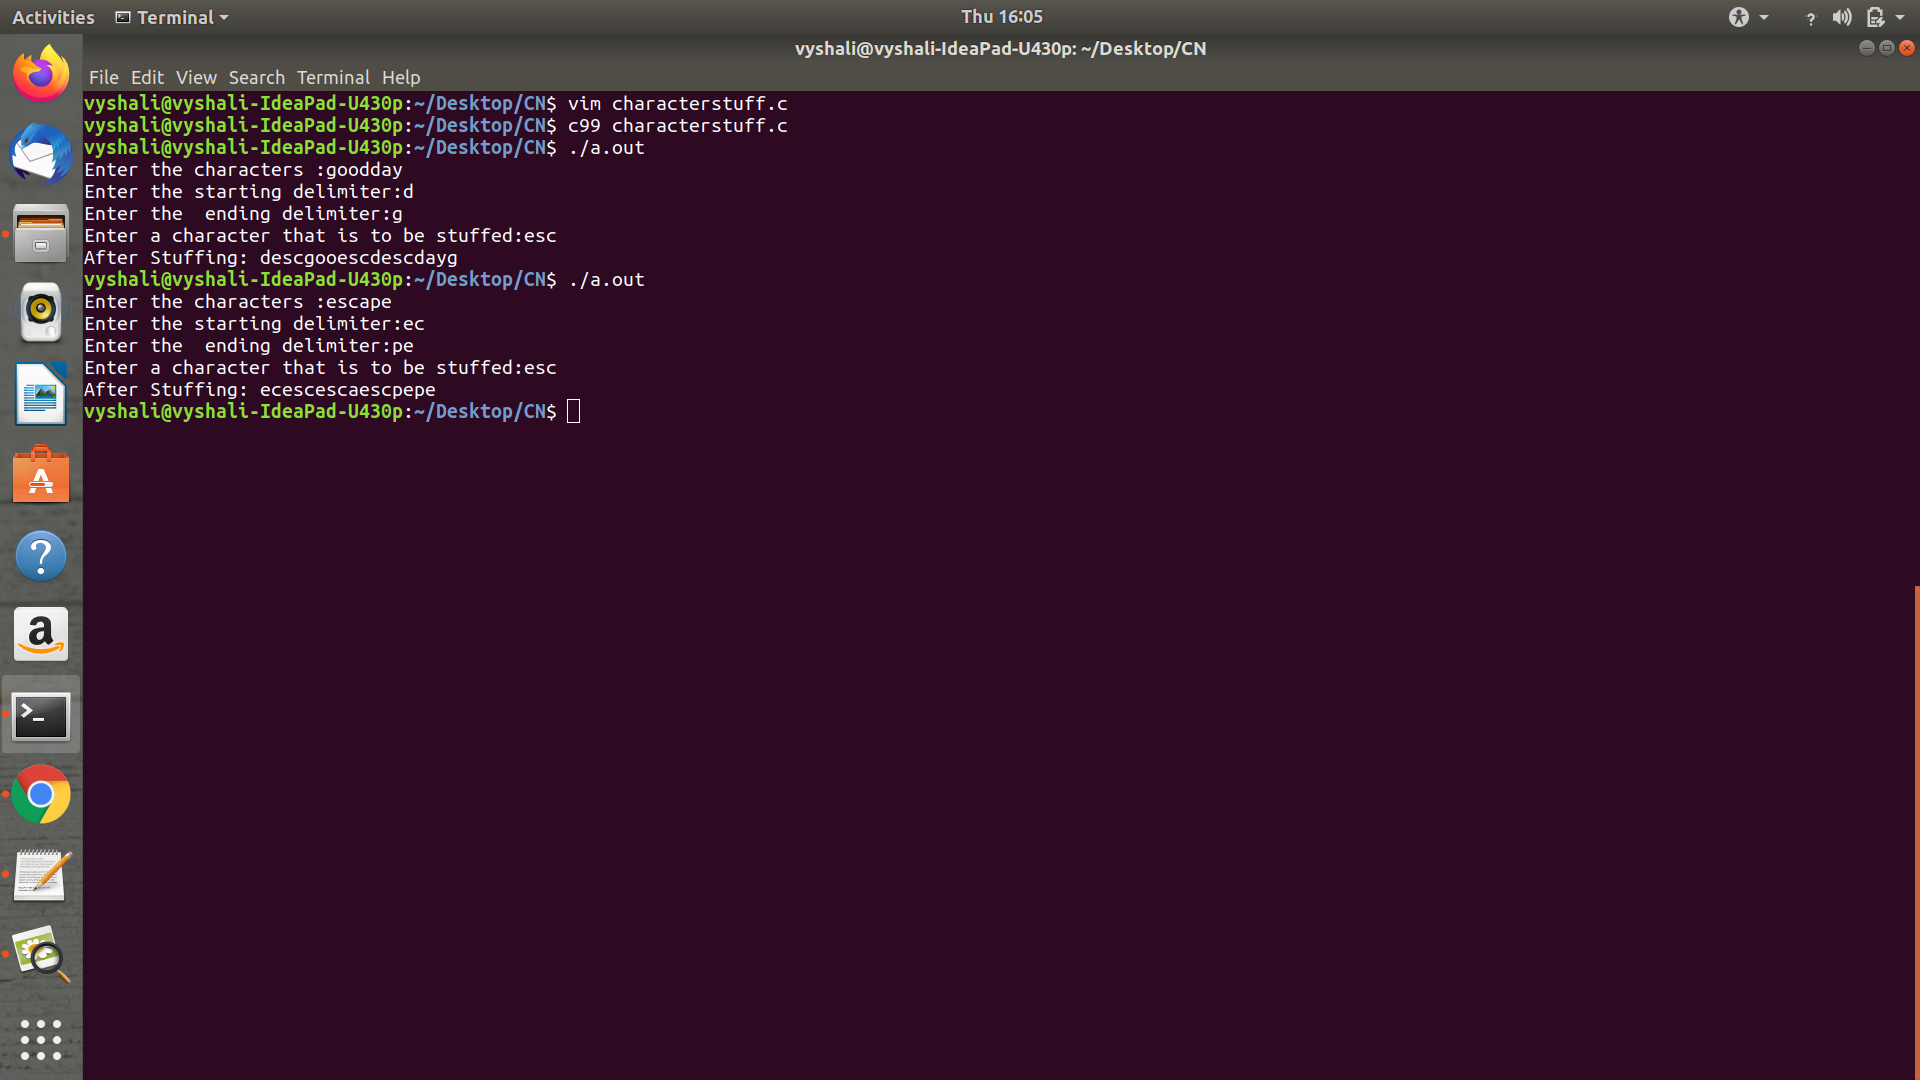 Activities Terminal Thu 16:05
vyshali@vyshali-IdeaPad-U430p: ~/Desktop/CN
File Edit View Search Terminal Help
vyshali@vyshali-IdeaPad-U430p:~/Desktop/CN$ vim characterstuff.c
vyshali@vyshali-IdeaPad-U430p:~/Desktop/CN$ c99 characterstuff.c
vyshali@vyshali-IdeaPad-U430p:~/Desktop/CN$ ./a.out
Enter the characters :goodday
Enter the starting delimiter:d
Enter the  ending delimiter:g
Enter a character that is to be stuffed:esc
After Stuffing: descgooescdescdayg
vyshali@vyshali-IdeaPad-U430p:~/Desktop/CN$ ./a.out
Enter the characters :escape
Enter the starting delimiter:ec
Enter the  ending delimiter:pe
Enter a character that is to be stuffed:esc
After Stuffing: ecescescaescpepe
vyshali@vyshali-IdeaPad-U430p:~/Desktop/CN$